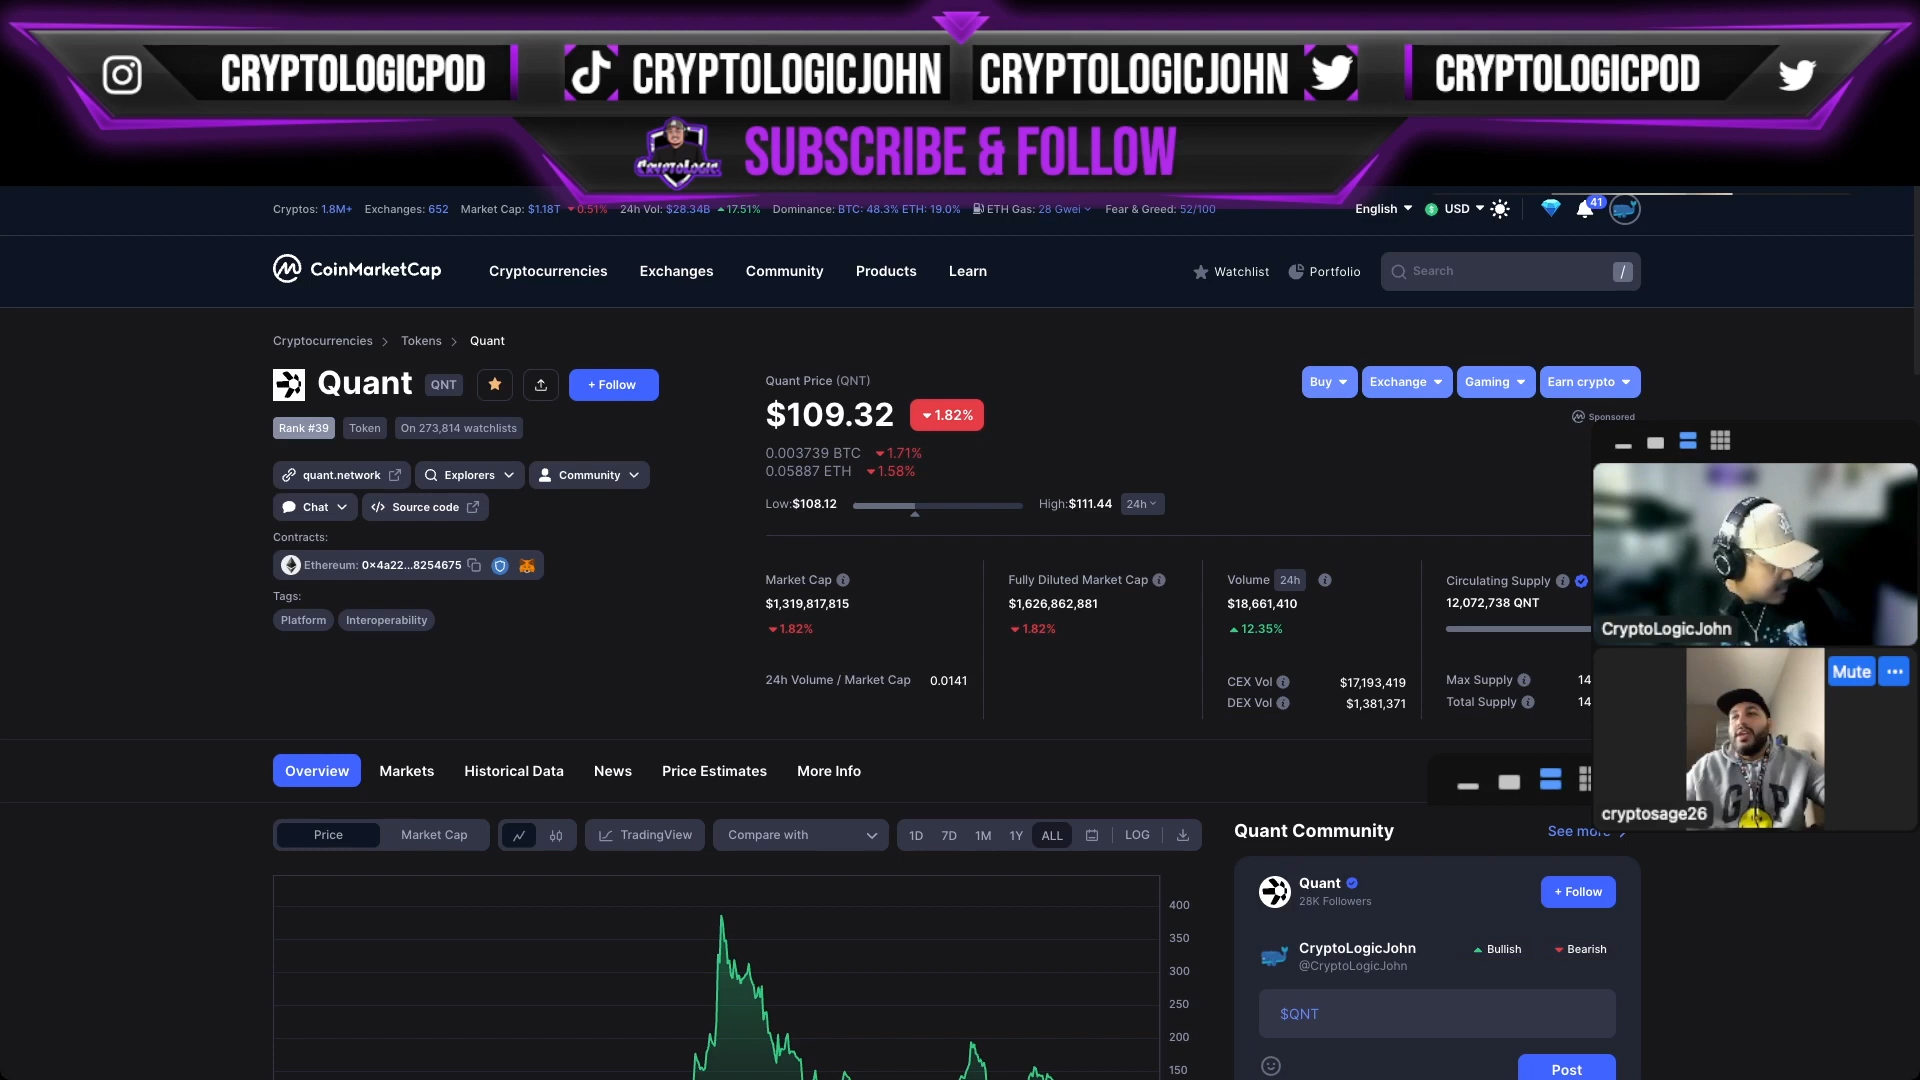 CRYPTOLOGICPOD
CRYPTOLOGICJOHN
CRYPTOLOGICJOHN
CRYPTOLOGICPOD
CRYPTOLOGIC
SUBSCRIBE & FOLLOW
Cryptos: 1.8M+ Exchanges: 652 Market Cap: $1.18T 0.51% 24h Vol: $28.34B 17.51% Dominance: BTC: 48.3% ETH: 19.0% ETH Gas: 28 Gwei Fear & Greed: 52/100
English USD 41
CoinMarketCap
Cryptocurrencies Exchanges Community Products Learn
Watchlist Portfolio Search /
Cryptocurrencies > Tokens > Quant
Quant QNT + Follow
Rank #39 Token On 273,814 watchlists
quant.network Explorers Community
Chat Source code
Contracts:
Ethereum: 0x4a22...8254675
Tags:
Platform Interoperability
Quant Price (QNT)
$109.32 1.82%
0.003739 BTC 1.71%
0.05887 ETH 1.58%
Low:$108.12 High:$111.44 24h
Buy Exchange Gaming Earn crypto
Sponsored
Market Cap
$1,319,817,815
1.82%
24h Volume / Market Cap 0.0141
Fully Diluted Market Cap
$1,626,862,881
1.82%
Volume 24h
$18,661,410
12.35%
CEX Vol $17,193,419
DEX Vol $1,381,371
Circulating Supply
12,072,738 QNT
Max Supply 14
Total Supply 14
CryptoLogicJohn
Mute ...
GAP
cryptosage26
Overview Markets Historical Data News Price Estimates More Info
Price Market Cap TradingView Compare with 1D 7D 1M 1Y ALL LOG
400
350
300
250
200
150
Quant Community See more
Quant
28K Followers
+ Follow
CryptoLogicJohn Bullish Bearish
@CryptoLogicJohn
$QNT
Post